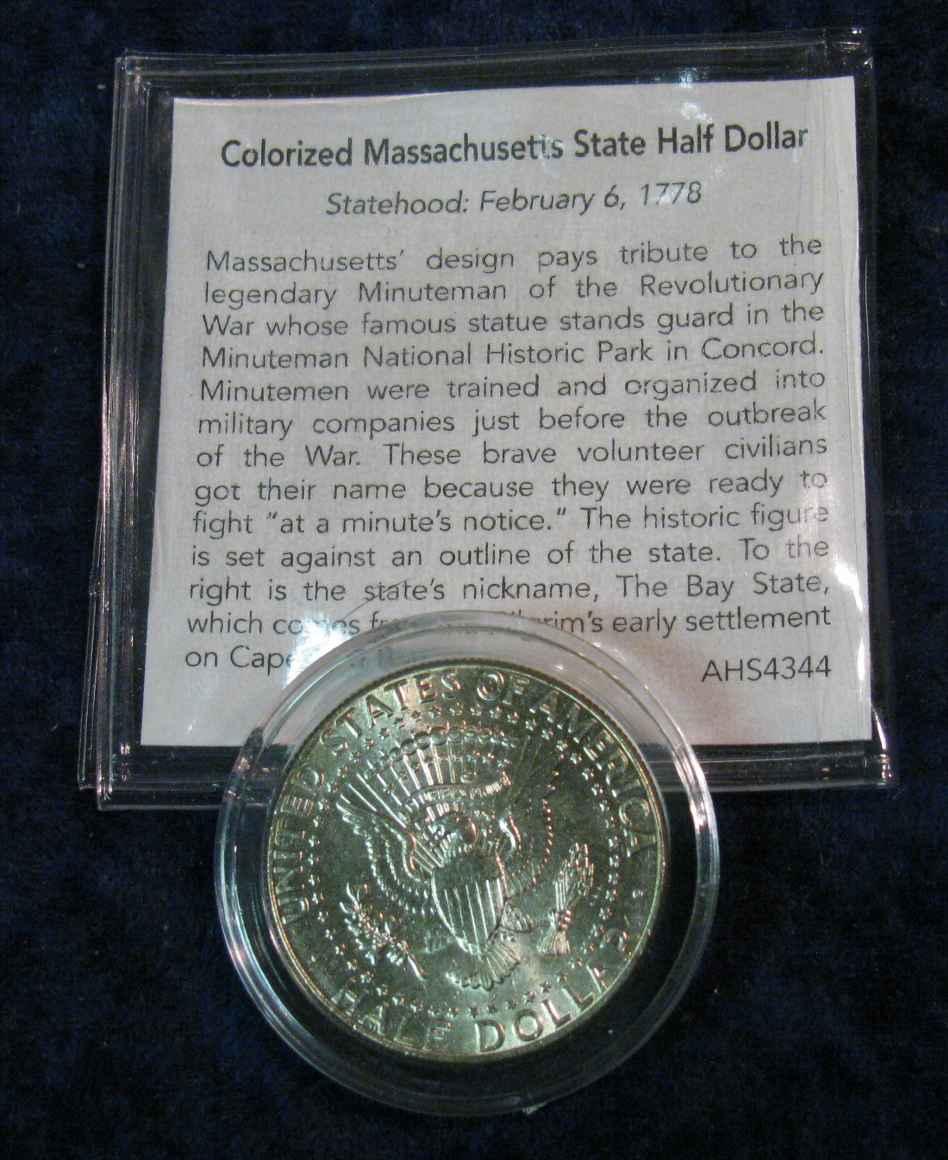 Colorized Massachusetts State Half Dollar
Statehood: February 6, 1778
Massachusetts' design pays tribute to the
legendary Minuteman of the Revolutionary
War whose famous statue stands guard in the
Minuteman National Historic Park in Concord.
Minutemen were trained and organized into
military companies just before the outbreak
of the War. These brave volunteer civilians
got their name because they were ready to
fight "at a minute's notice." The historic figure
is set against an outline of the state. To the
right is the state's nickname, The Bay State,
which early settlement
on Cape
AHS4344
UNITED STATES OF AMERICA
HALF DOLLAR